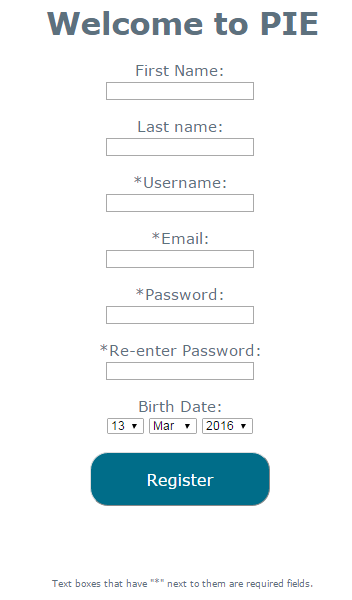 Welcome to PIE
First Name:
Last name:
*Username:
*Email:
*Password:
*Re-enter Password:
Birth Date:
13 Mar 2016
Register
Text boxes that have "*" next to them are required fields.